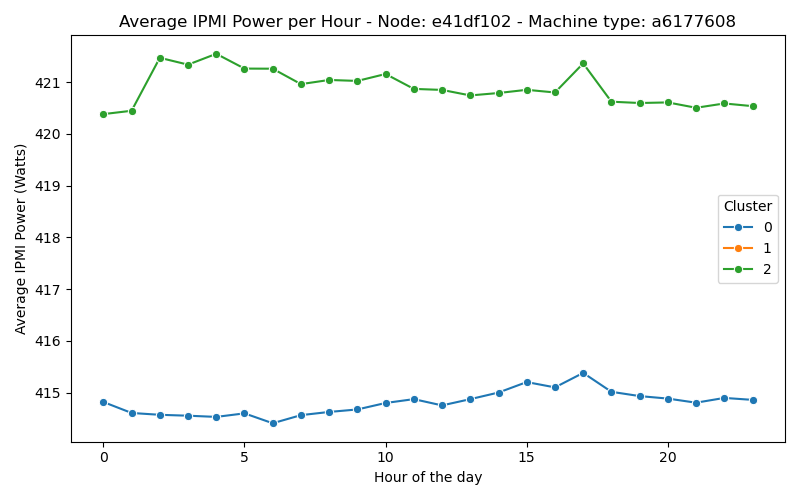 Average IPMI Power per Hour - Node: e41df102 - Machine type: a6177608
421
420
419
418
417
416
415
Average IPMI Power (Watts)
Cluster
0
1
2
0 5 10 15 20
Hour of the day